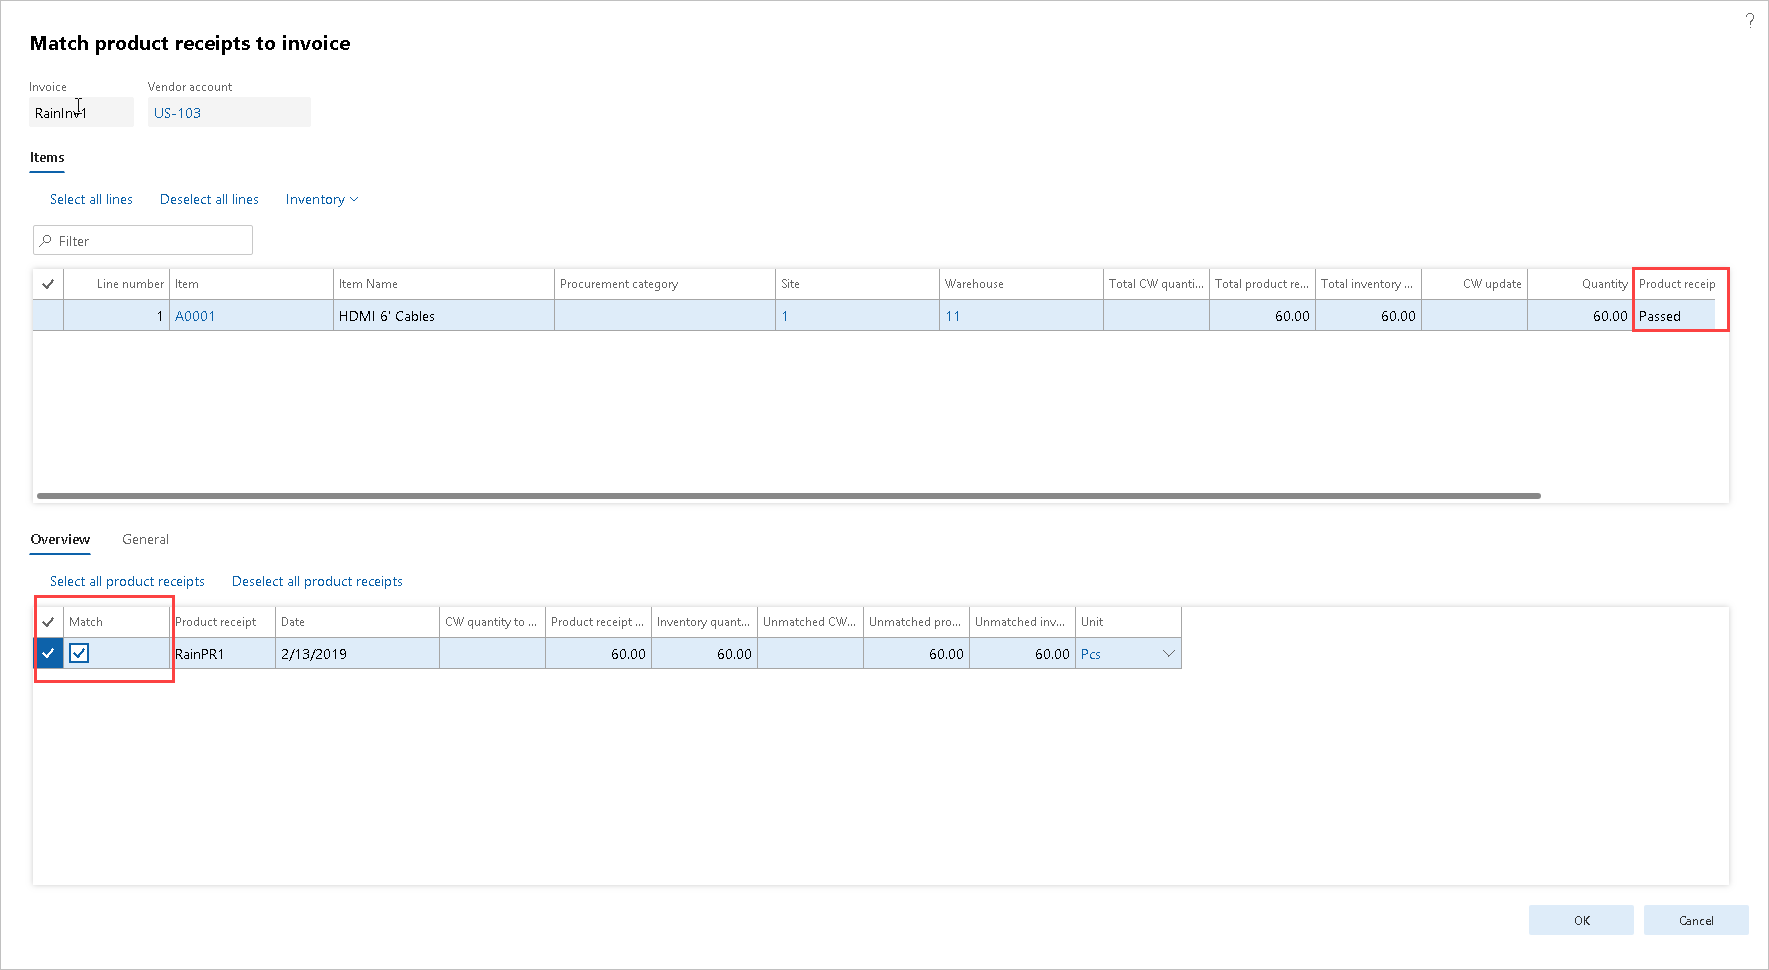 ?
Match product receipts to invoice
Invoice Vendor account
RainInv1 US-103
Items
Select all lines Deselect all lines Inventory
Filter
Line number Item Item Name Procurement category Site Warehouse Total CW quanti... Total product re... Total inventory ... CW update Quantity Product receip
1 A0001 HDMI 6' Cables 1 11 60.00 60.00 60.00 Passed
Overview General
Select all product receipts Deselect all product receipts
Match Product receipt Date CW quantity to ... Product receipt ... Inventory quant... Unmatched CW... Unmatched pro... Unmatched inv... Unit
RainPR1 2/13/2019 60.00 60.00 60.00 60.00 Pcs
OK Cancel